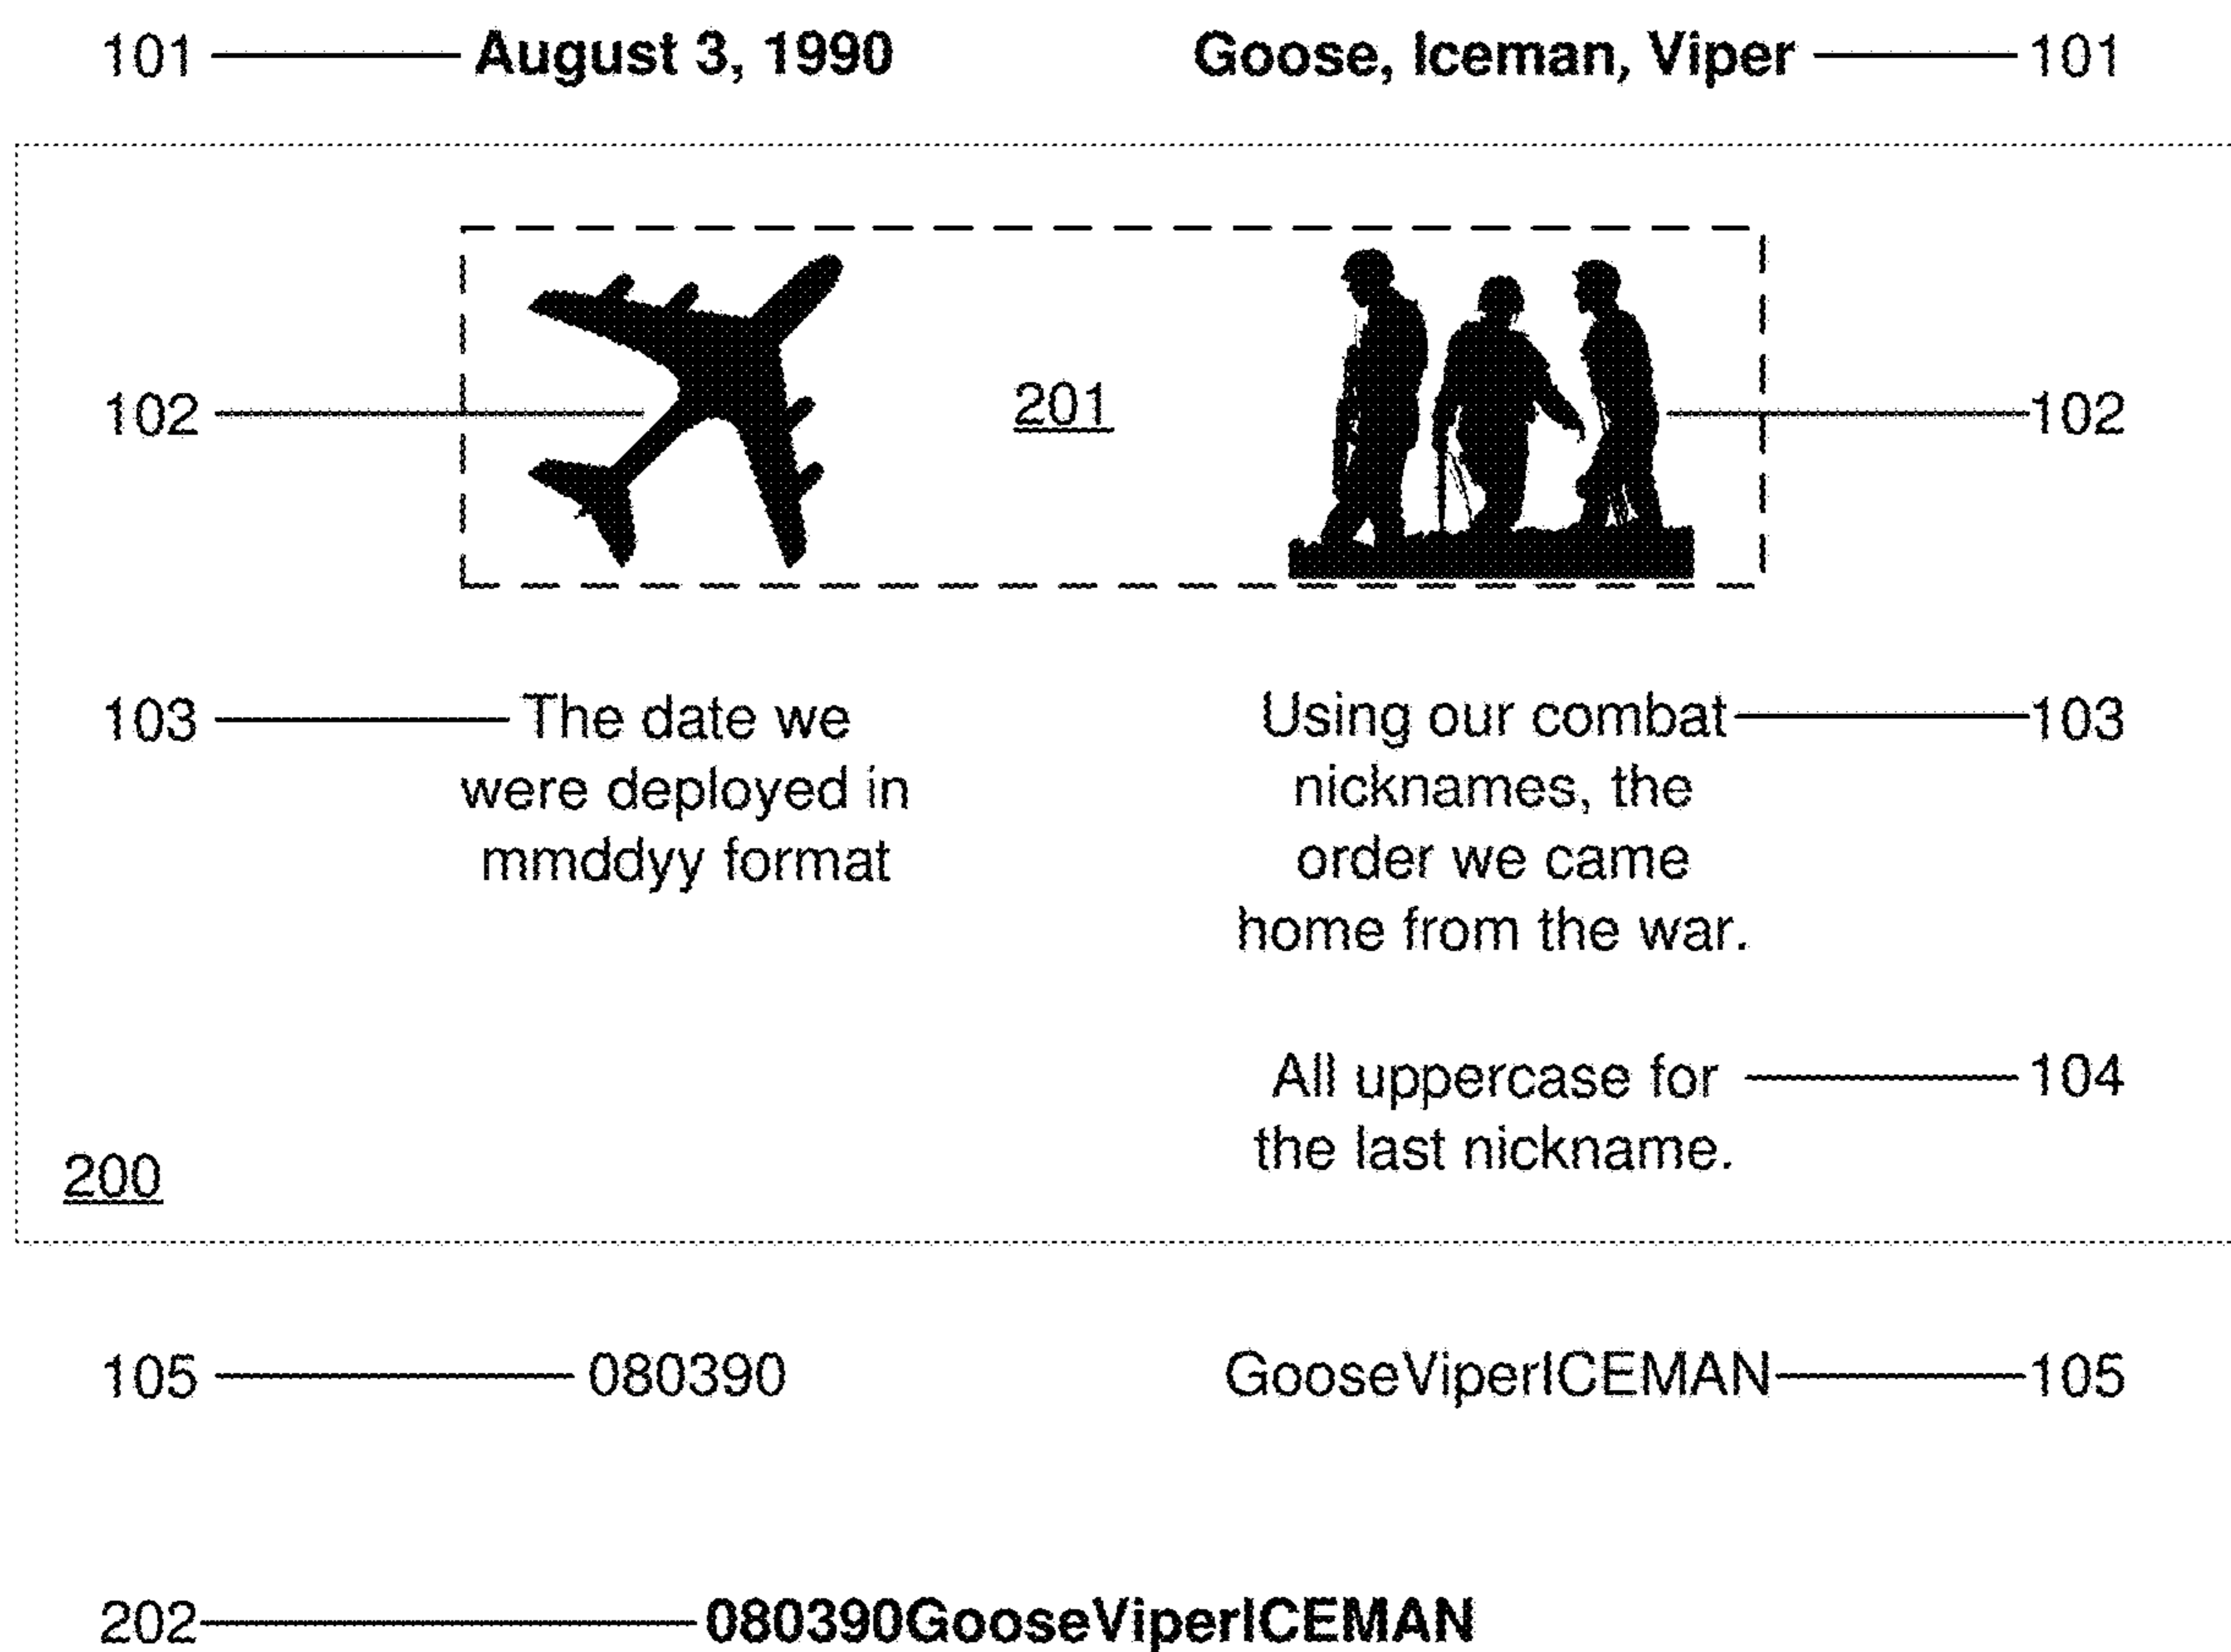 101 August 3, 1990 Goose, Iceman, Viper 101
102 201 102
103 The date we Using our combat 103
were deployed in nicknames, the
mmddyy format order we came
home from the war.
All uppercase for 104
the last nickname.
200
105 080390 GooseViperICEMAN 105
202 080390GooseViperICEMAN